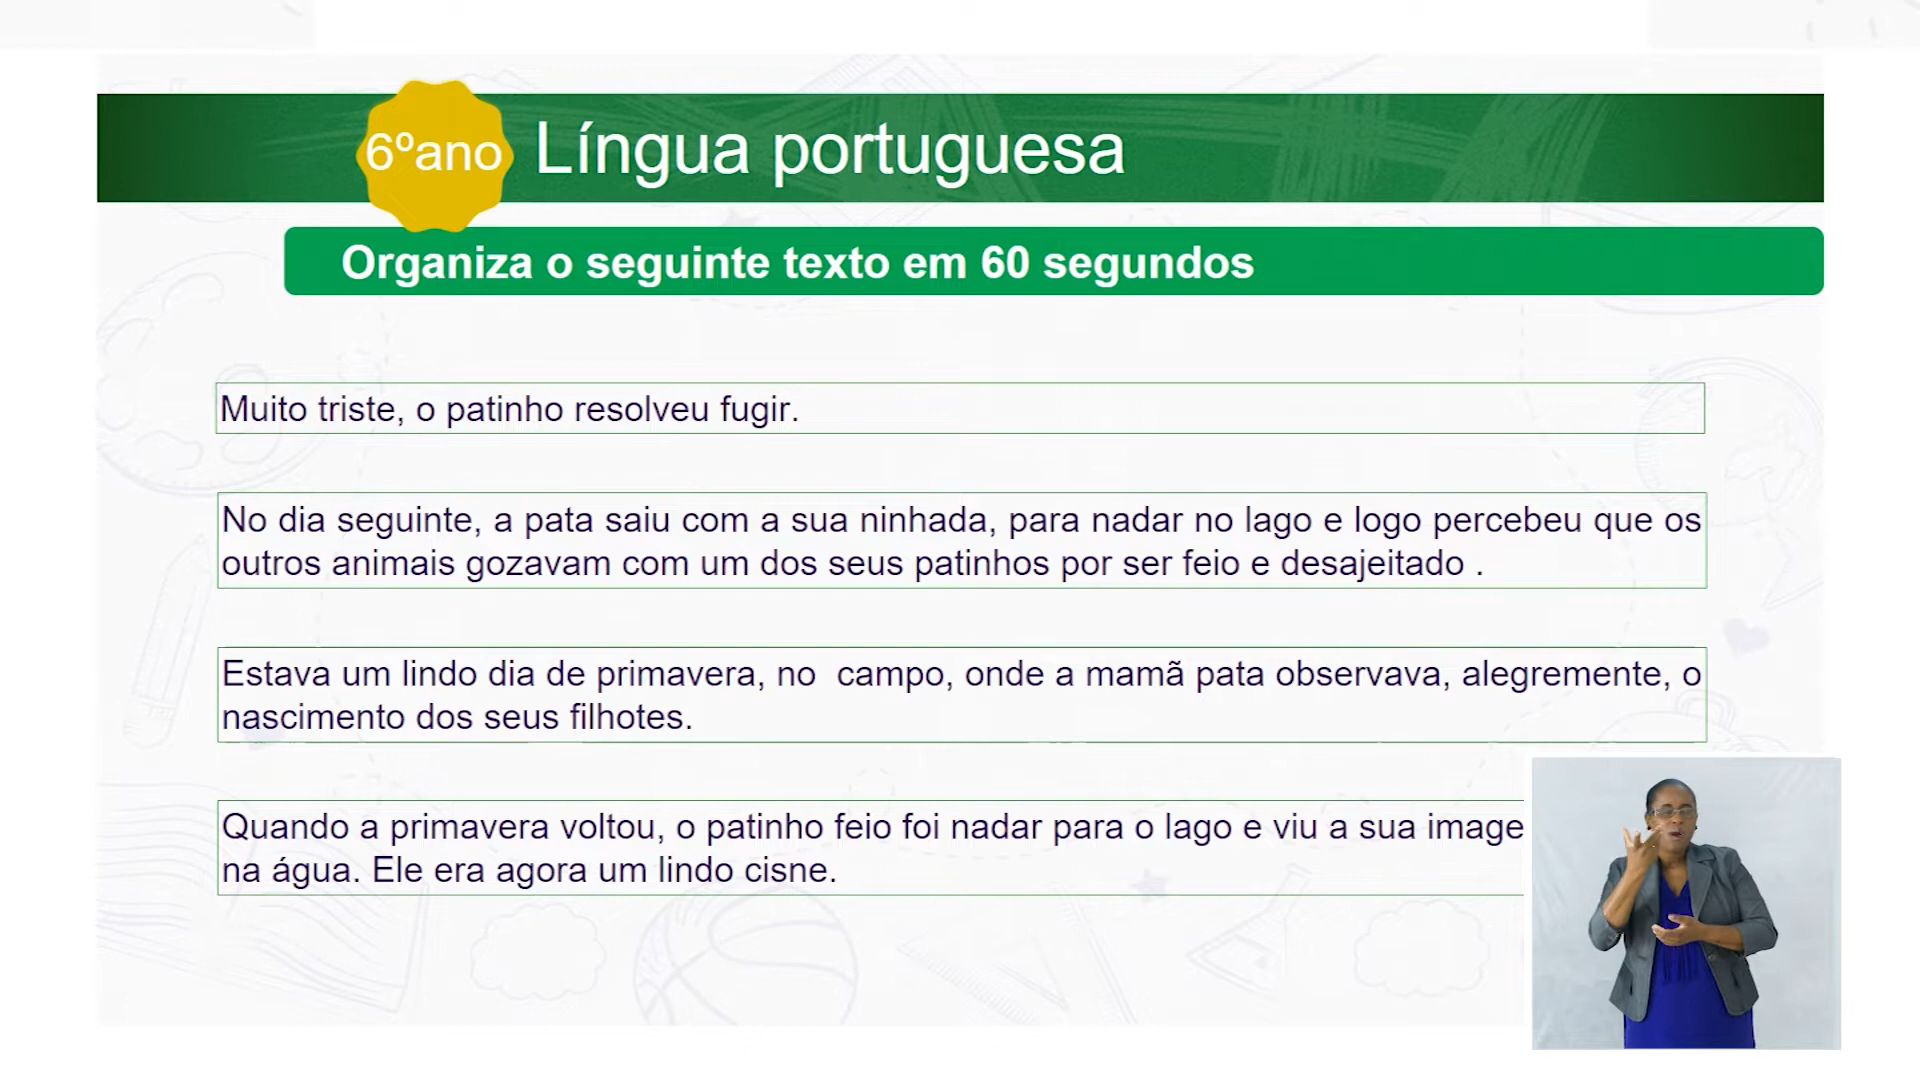 6ºano Língua portuguesa
Organiza o seguinte texto em 60 segundos
Muito triste, o patinho resolveu fugir.
No dia seguinte, a pata saiu com a sua ninhada, para nadar no lago e logo percebeu que os
outros animais gozavam com um dos seus patinhos por ser feio e desajeitado .
Estava um lindo dia de primavera, no  campo, onde a mamã pata observava, alegremente, o
nascimento dos seus filhotes.
Quando a primavera voltou, o patinho feio foi nadar para o lago e viu a sua image
na água. Ele era agora um lindo cisne.